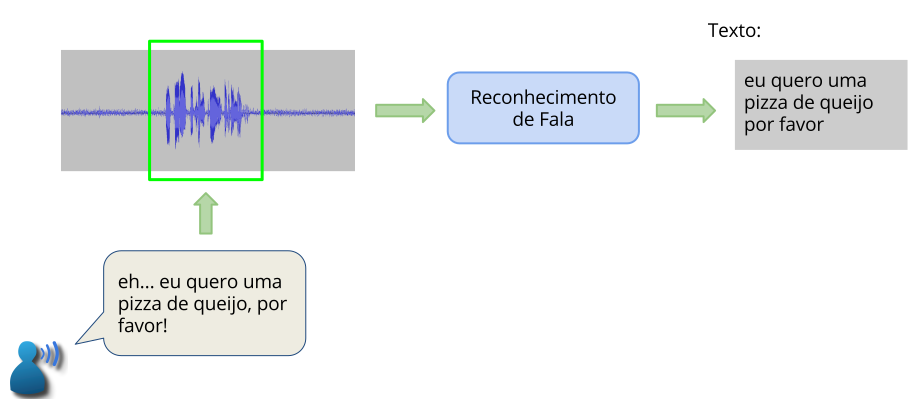 Texto:
Reconhecimento
de Fala
eu quero uma
pizza de queijo
por favor
eh... eu quero uma
pizza de queijo, por
favor!